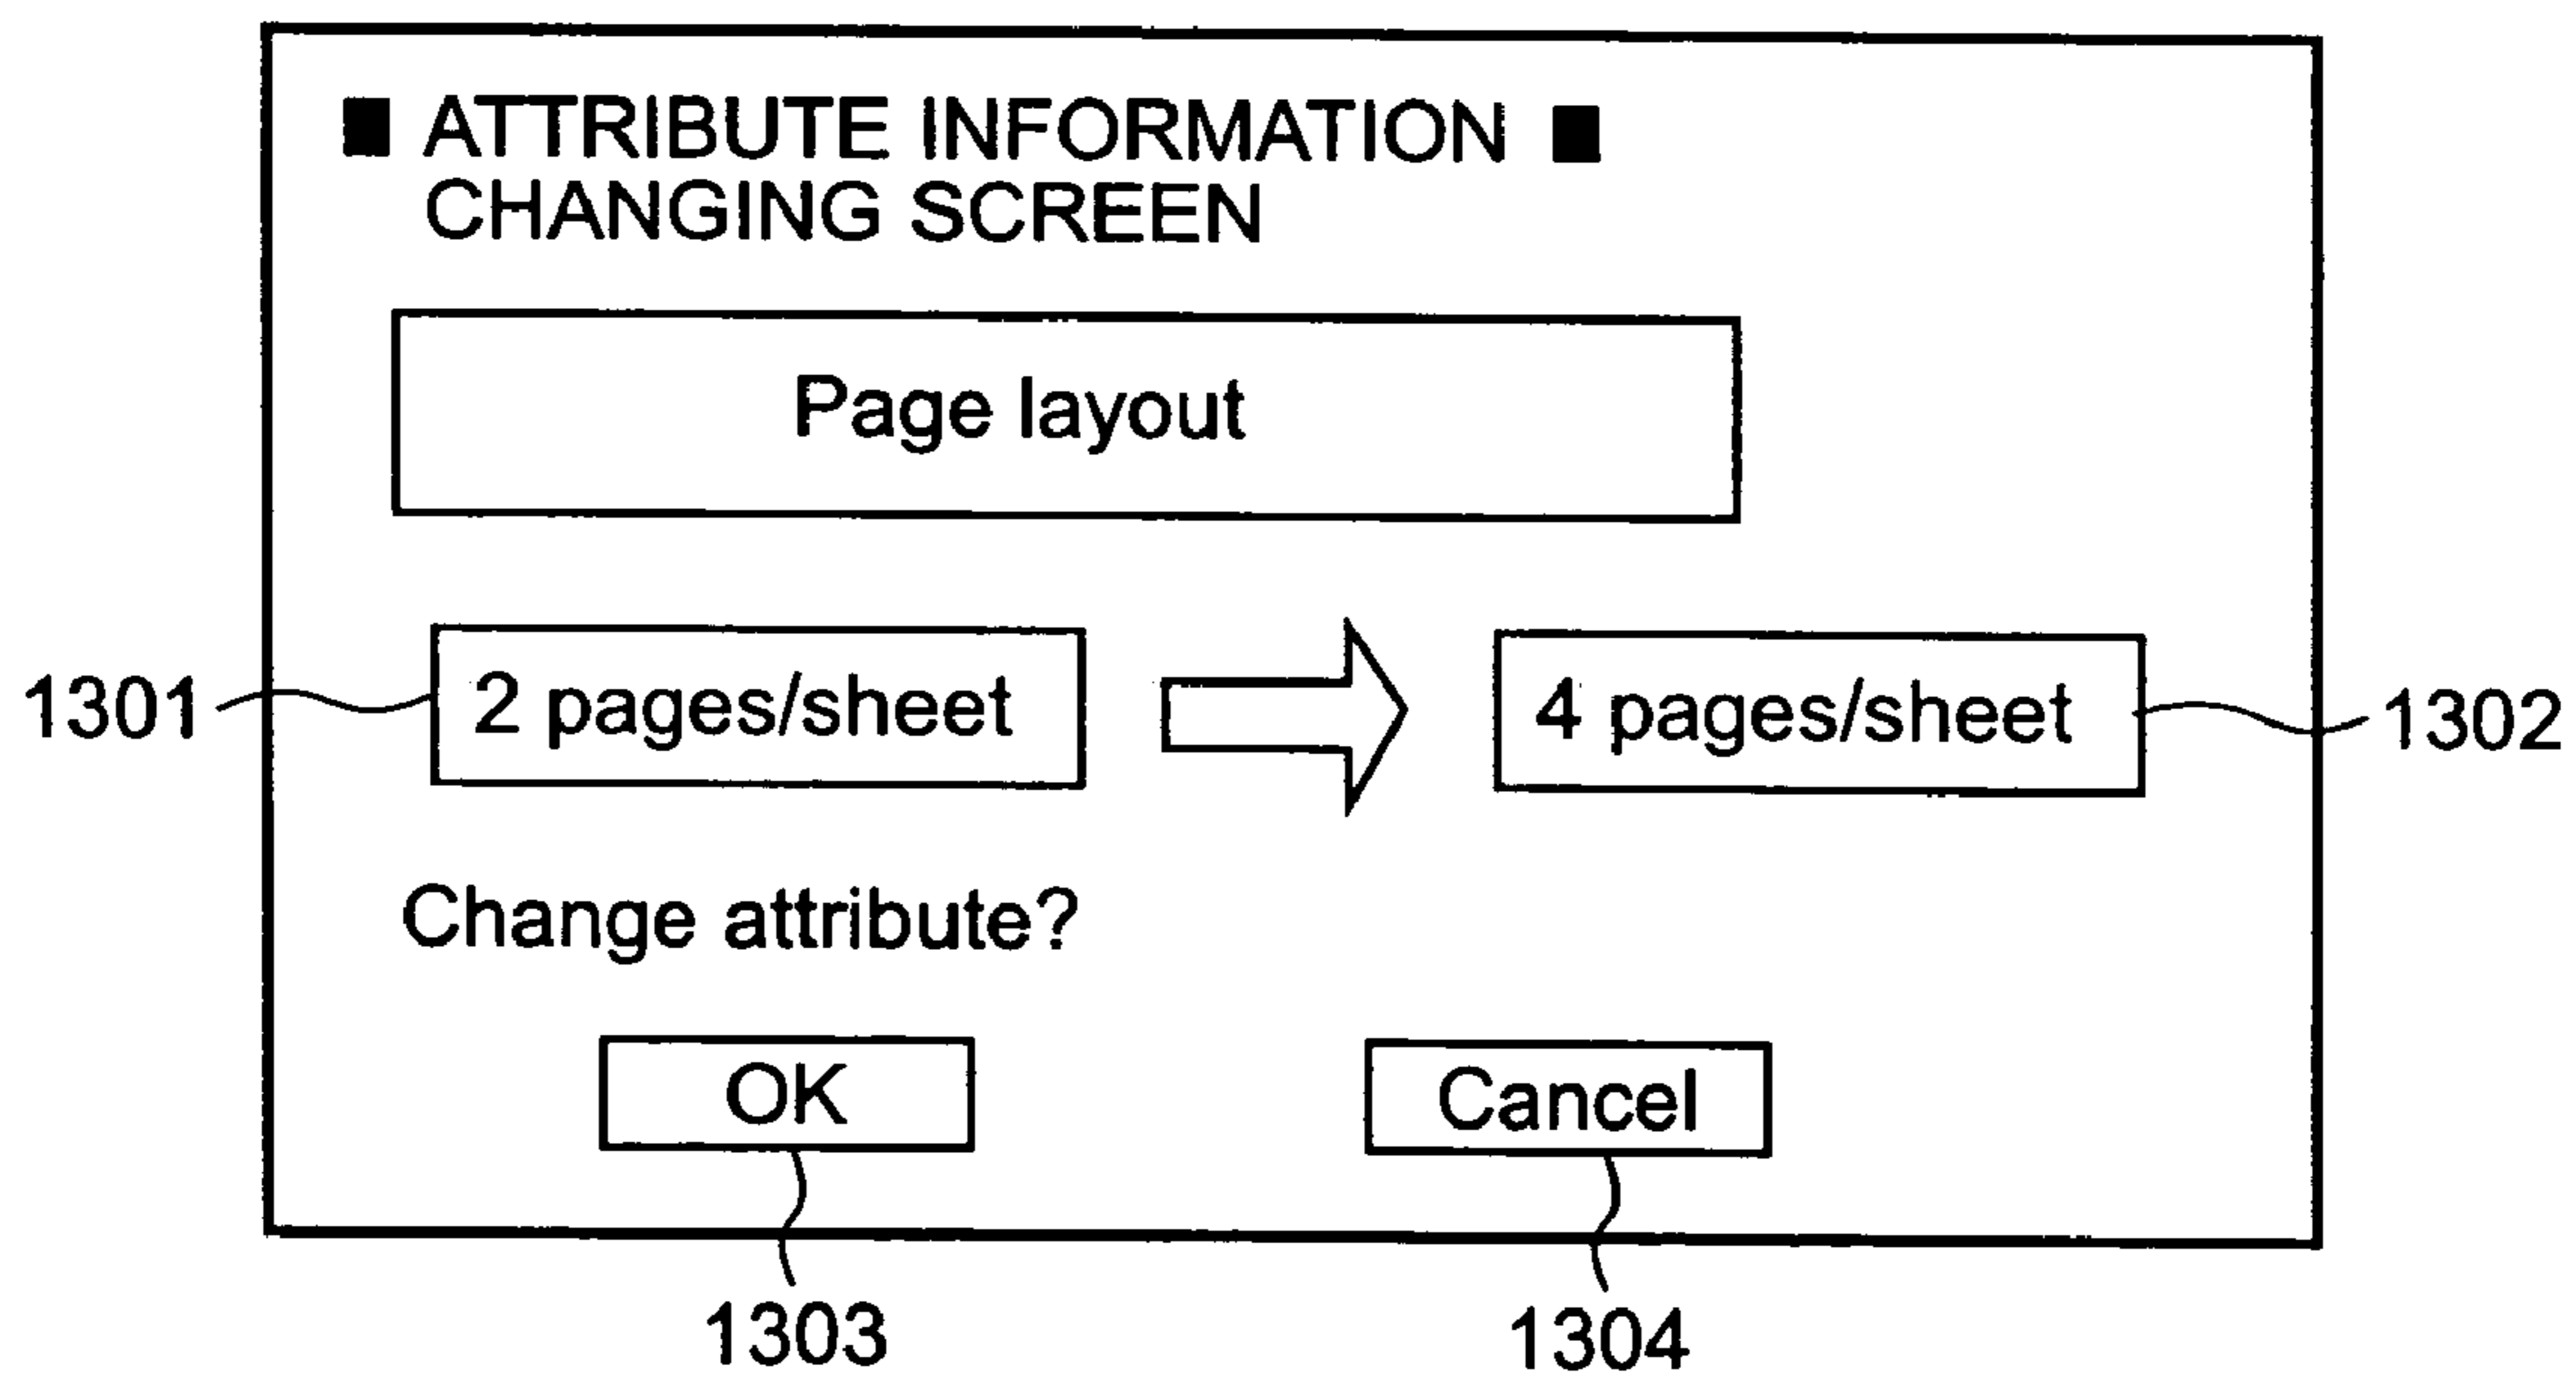 ■ ATTRIBUTE INFORMATION ■
CHANGING SCREEN
Page layout
1301 2 pages/sheet 4 pages/sheet 1302
Change attribute?
OK Cancel
1303 1304